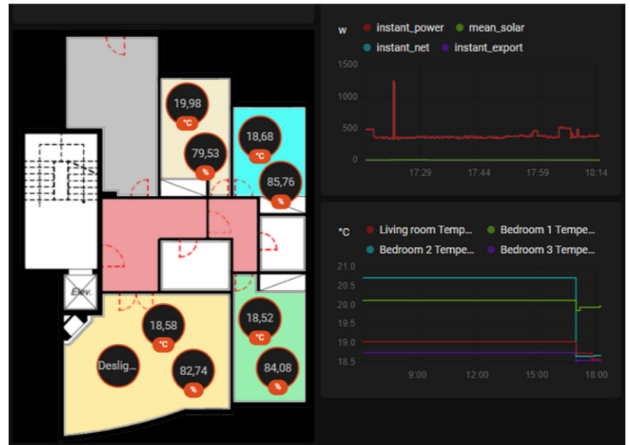 19,98
°C
79,53
%
18,68
°C
85,76
%
Elev.
18,58
°C
Deslig...
82,74
%
18,52
°C
84,08
%
w
instant_power mean_solar
instant_net instant_export
1500
1000
500
0
17:29 17:44 17:59 18:14
°C
Living room Temp... Bedroom 1 Tempe...
Bedroom 2 Tempe... Bedroom 3 Tempe...
21.0
20.5
20.0
19.5
19.0
18.5
9:00 12:00 15:00 18:00